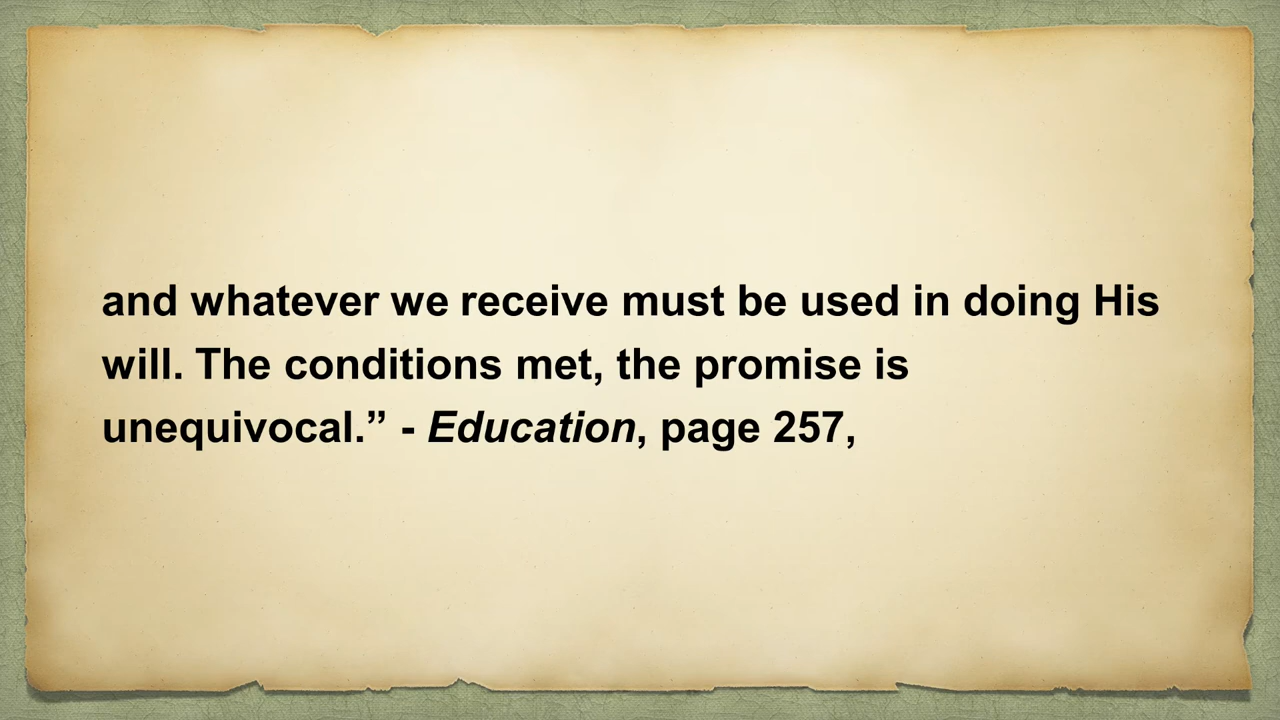 and whatever we receive must be used in doing His
will. The conditions met, the promise is
unequivocal.” - Education, page 257,